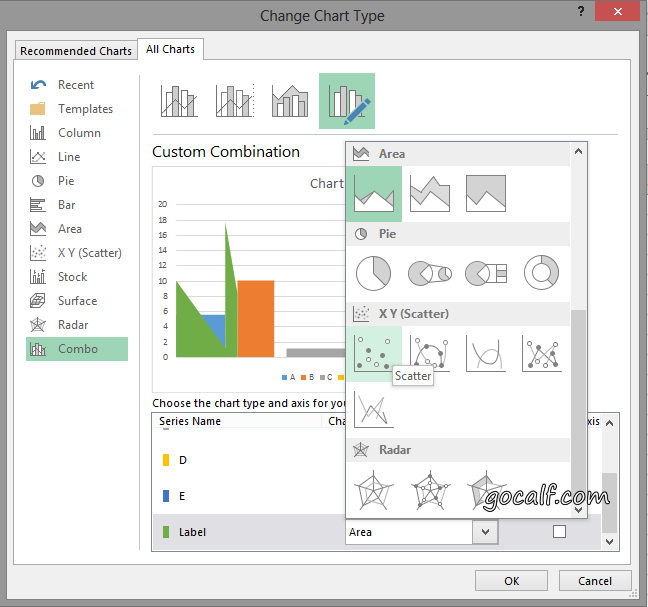 Change Chart Type
?
Recommended Charts
All Charts
Recent
Templates
Column
Line
Pie
Bar
Area
X Y (Scatter)
Stock
Surface
Radar
Combo
Custom Combination
Chart
20
18
16
14
12
10
8
6
4
2
0
A B C
Area
Pie
X Y (Scatter)
Scatter
Radar
Choose the chart type and axis for you
Series Name
Cha
xis
D
E
Label
Area
gocalf.com
OK
Cancel